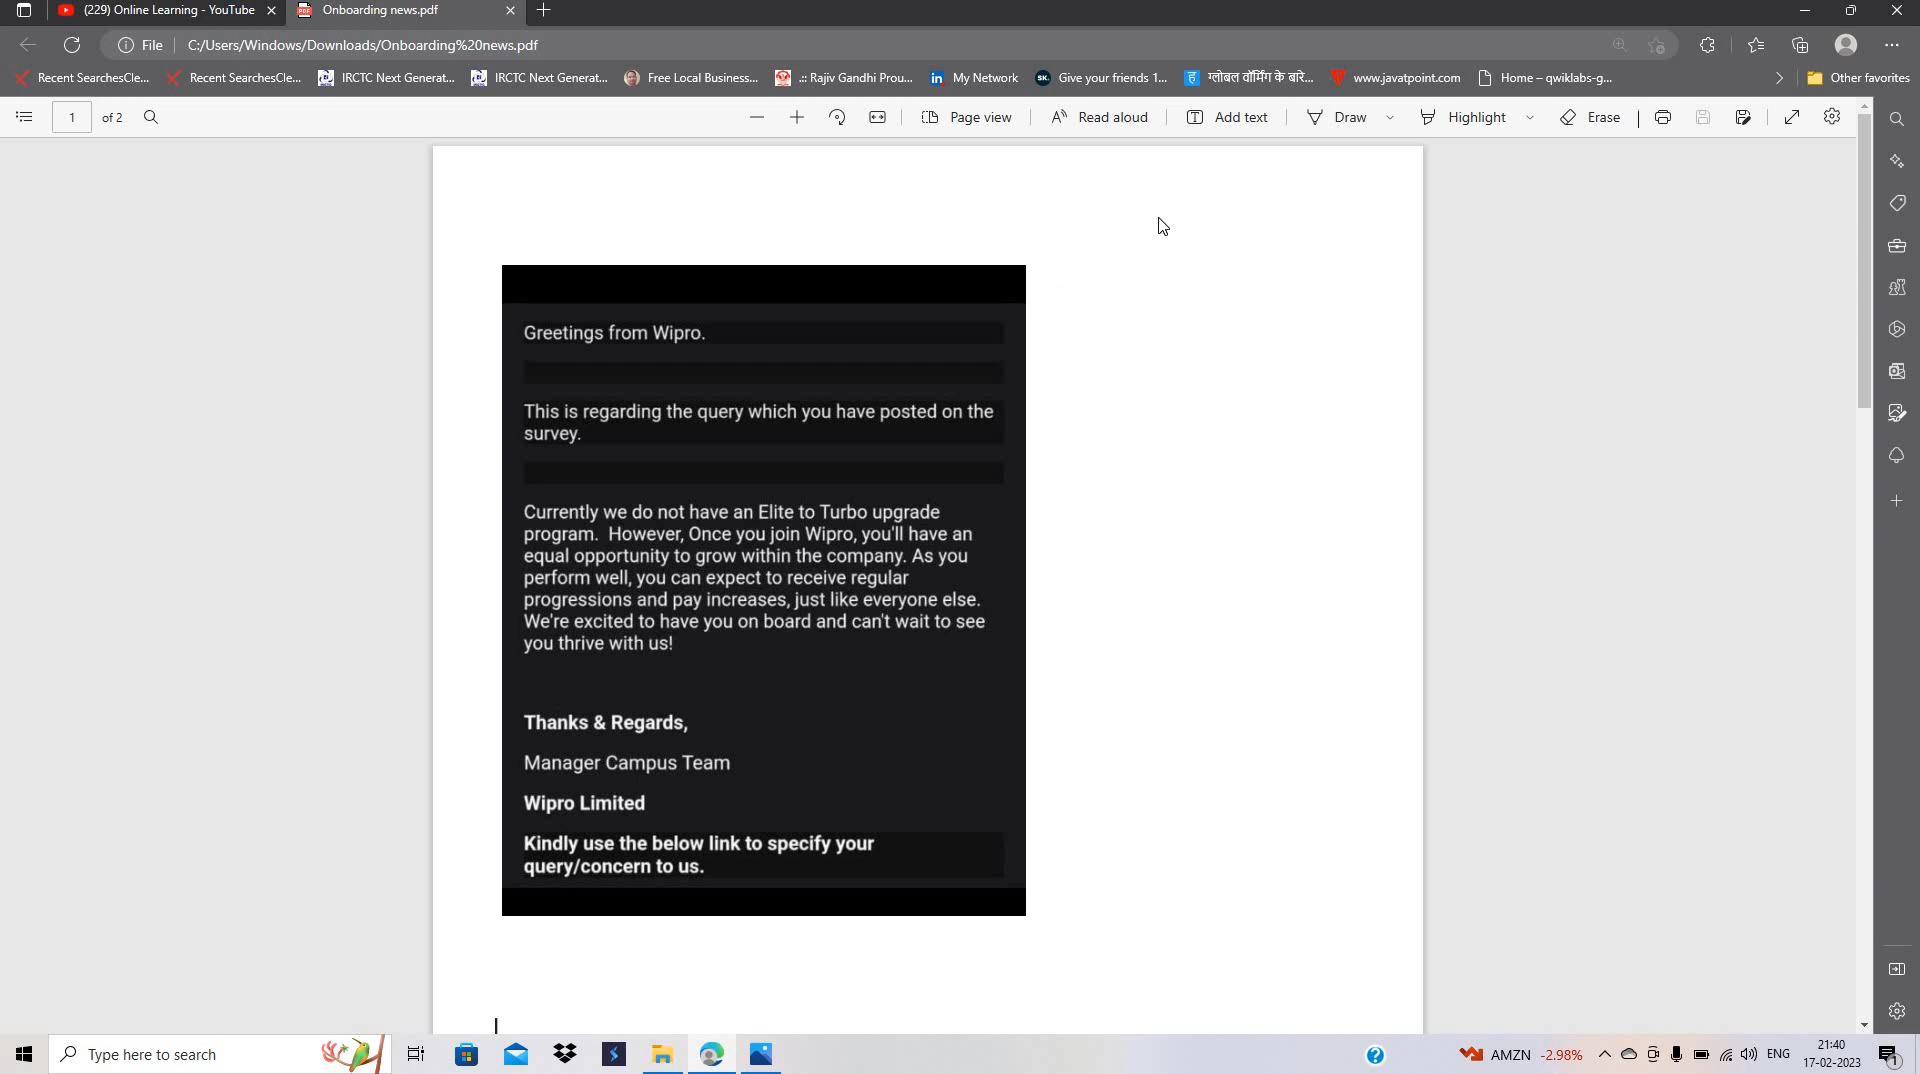 (229) Online Learning - YouTube
Onboarding news.pdf
File
C:/Users/Windows/Downloads/Onboarding%20news.pdf
Recent SearchesCle...
Recent SearchesCle...
IRCTC Next Generat...
IRCTC Next Generat...
Free Local Business...
.:: Rajiv Gandhi Prou...
My Network
Give your friends 1...
ग्लोबल वॉर्मिंग के बारे...
www.javatpoint.com
Home – qwiklabs-g...
Other favorites
1
of 2
Page view
Read aloud
Add text
Draw
Highlight
Erase
Greetings from Wipro.
This is regarding the query which you have posted on the
survey.
Currently we do not have an Elite to Turbo upgrade
program. However, Once you join Wipro, you'll have an
equal opportunity to grow within the company. As you
perform well, you can expect to receive regular
progressions and pay increases, just like everyone else.
We're excited to have you on board and can't wait to see
you thrive with us!
Thanks & Regards,
Manager Campus Team
Wipro Limited
Kindly use the below link to specify your
query/concern to us.
Type here to search
AMZN -2.98%
ENG
21:40
17-02-2023
1